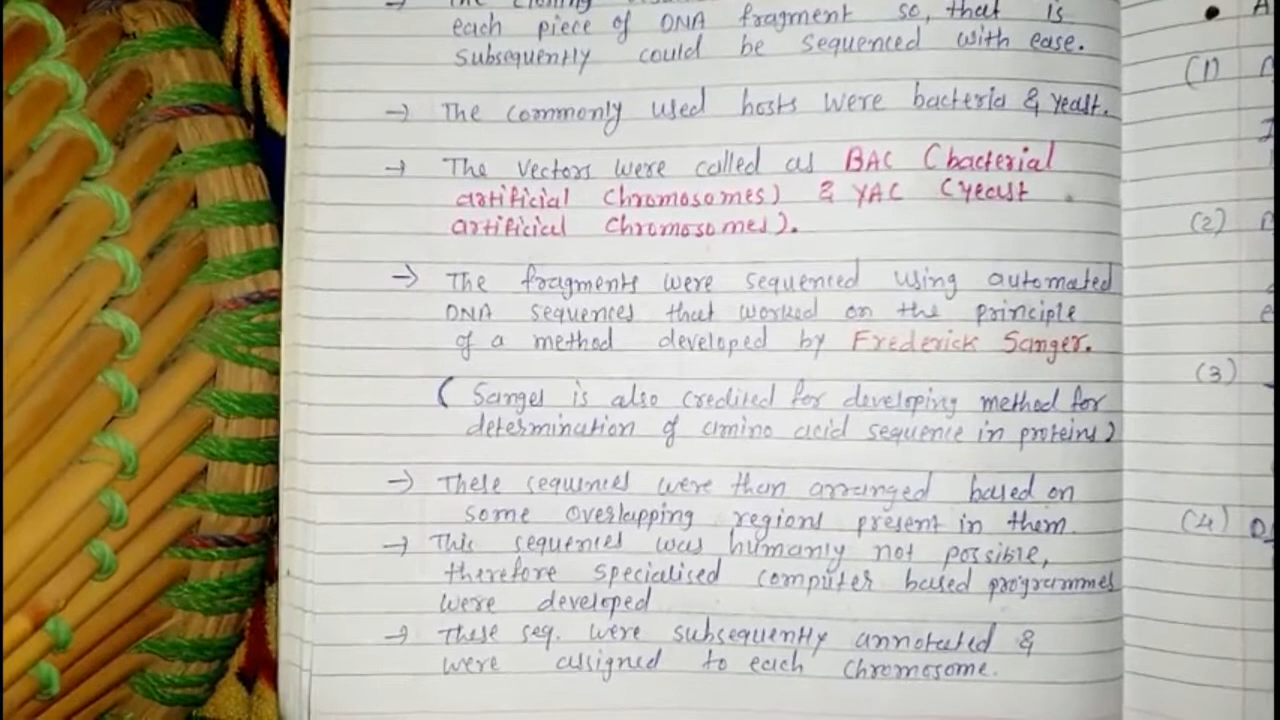 → The cloning
each piece of DNA fragment so, that is
subsequently could be sequenced with ease.
→ The commonly used hosts were bacteria & yeast.
→ The vectors were called as BAC (bacterial
artificial chromosomes) & YAC (yeast
artificial chromosomes).
→ The fragments were sequenced using automated
DNA sequences that worked on the principle
of a method developed by Frederick Sanger.
( Sanger is also credited for developing method for
determination of amino acid sequence in proteins)
→ These sequences were than arranged based on
some overlapping regions present in them.
→ This sequences was humanly not possible,
therefore specialised computer based programmes
were developed
→ These seq. were subsequently annotated &
were assigned to each chromosome.
• A
(1)
(2)
(3)
(4)